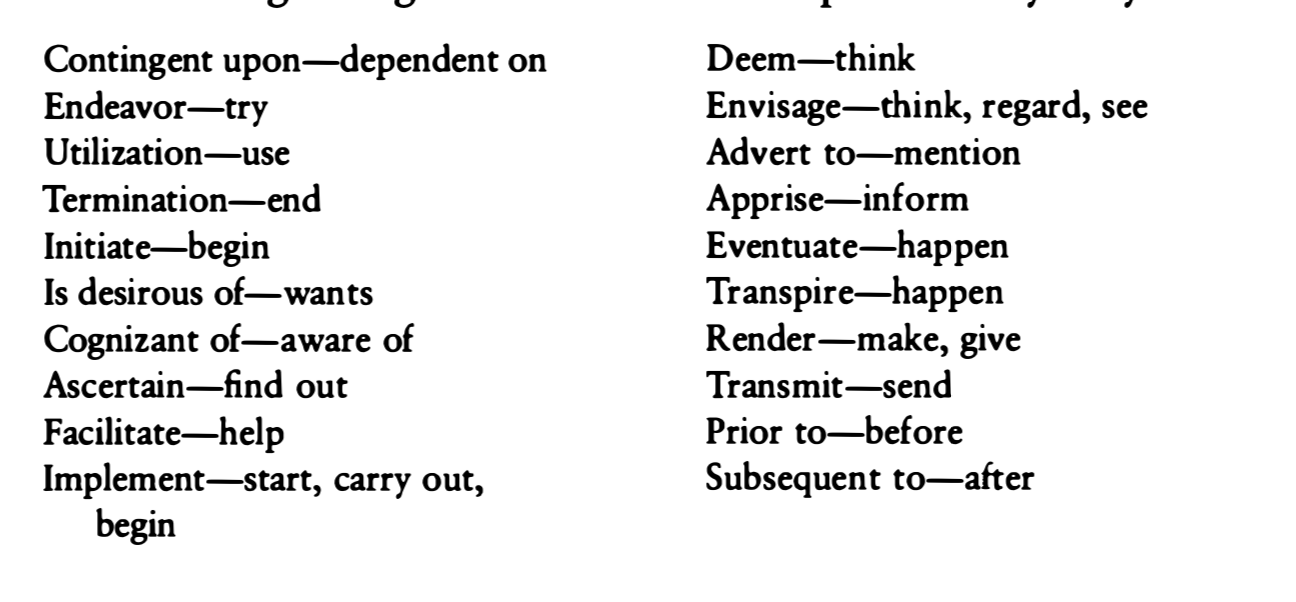 Contingent upon—dependent on
Endeavor—try
Utilization—use
Termination—end
Initiate—begin
Is desirous of—wants
Cognizant of—aware of
Ascertain—find out
Facilitate—help
Implement—start, carry out,
begin
Deem—think
Envisage—think, regard, see
Advert to—mention
Apprise—inform
Eventuate—happen
Transpire—happen
Render—make, give
Transmit—send
Prior to—before
Subsequent to—after